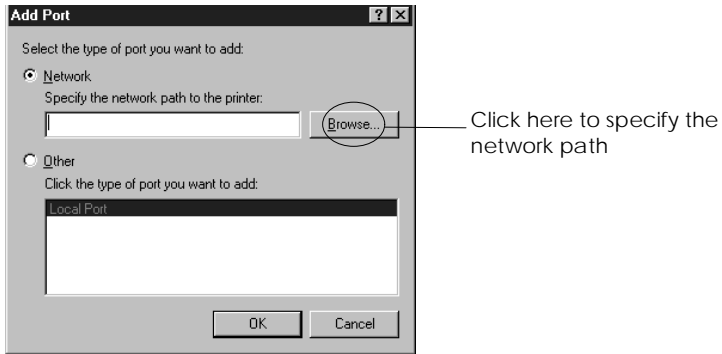 Add Port
Select the type of port you want to add:
Network
Specify the network path to the printer:
Browse...
Click here to specify the
network path
Other
Click the type of port you want to add:
Local Port
OK
Cancel